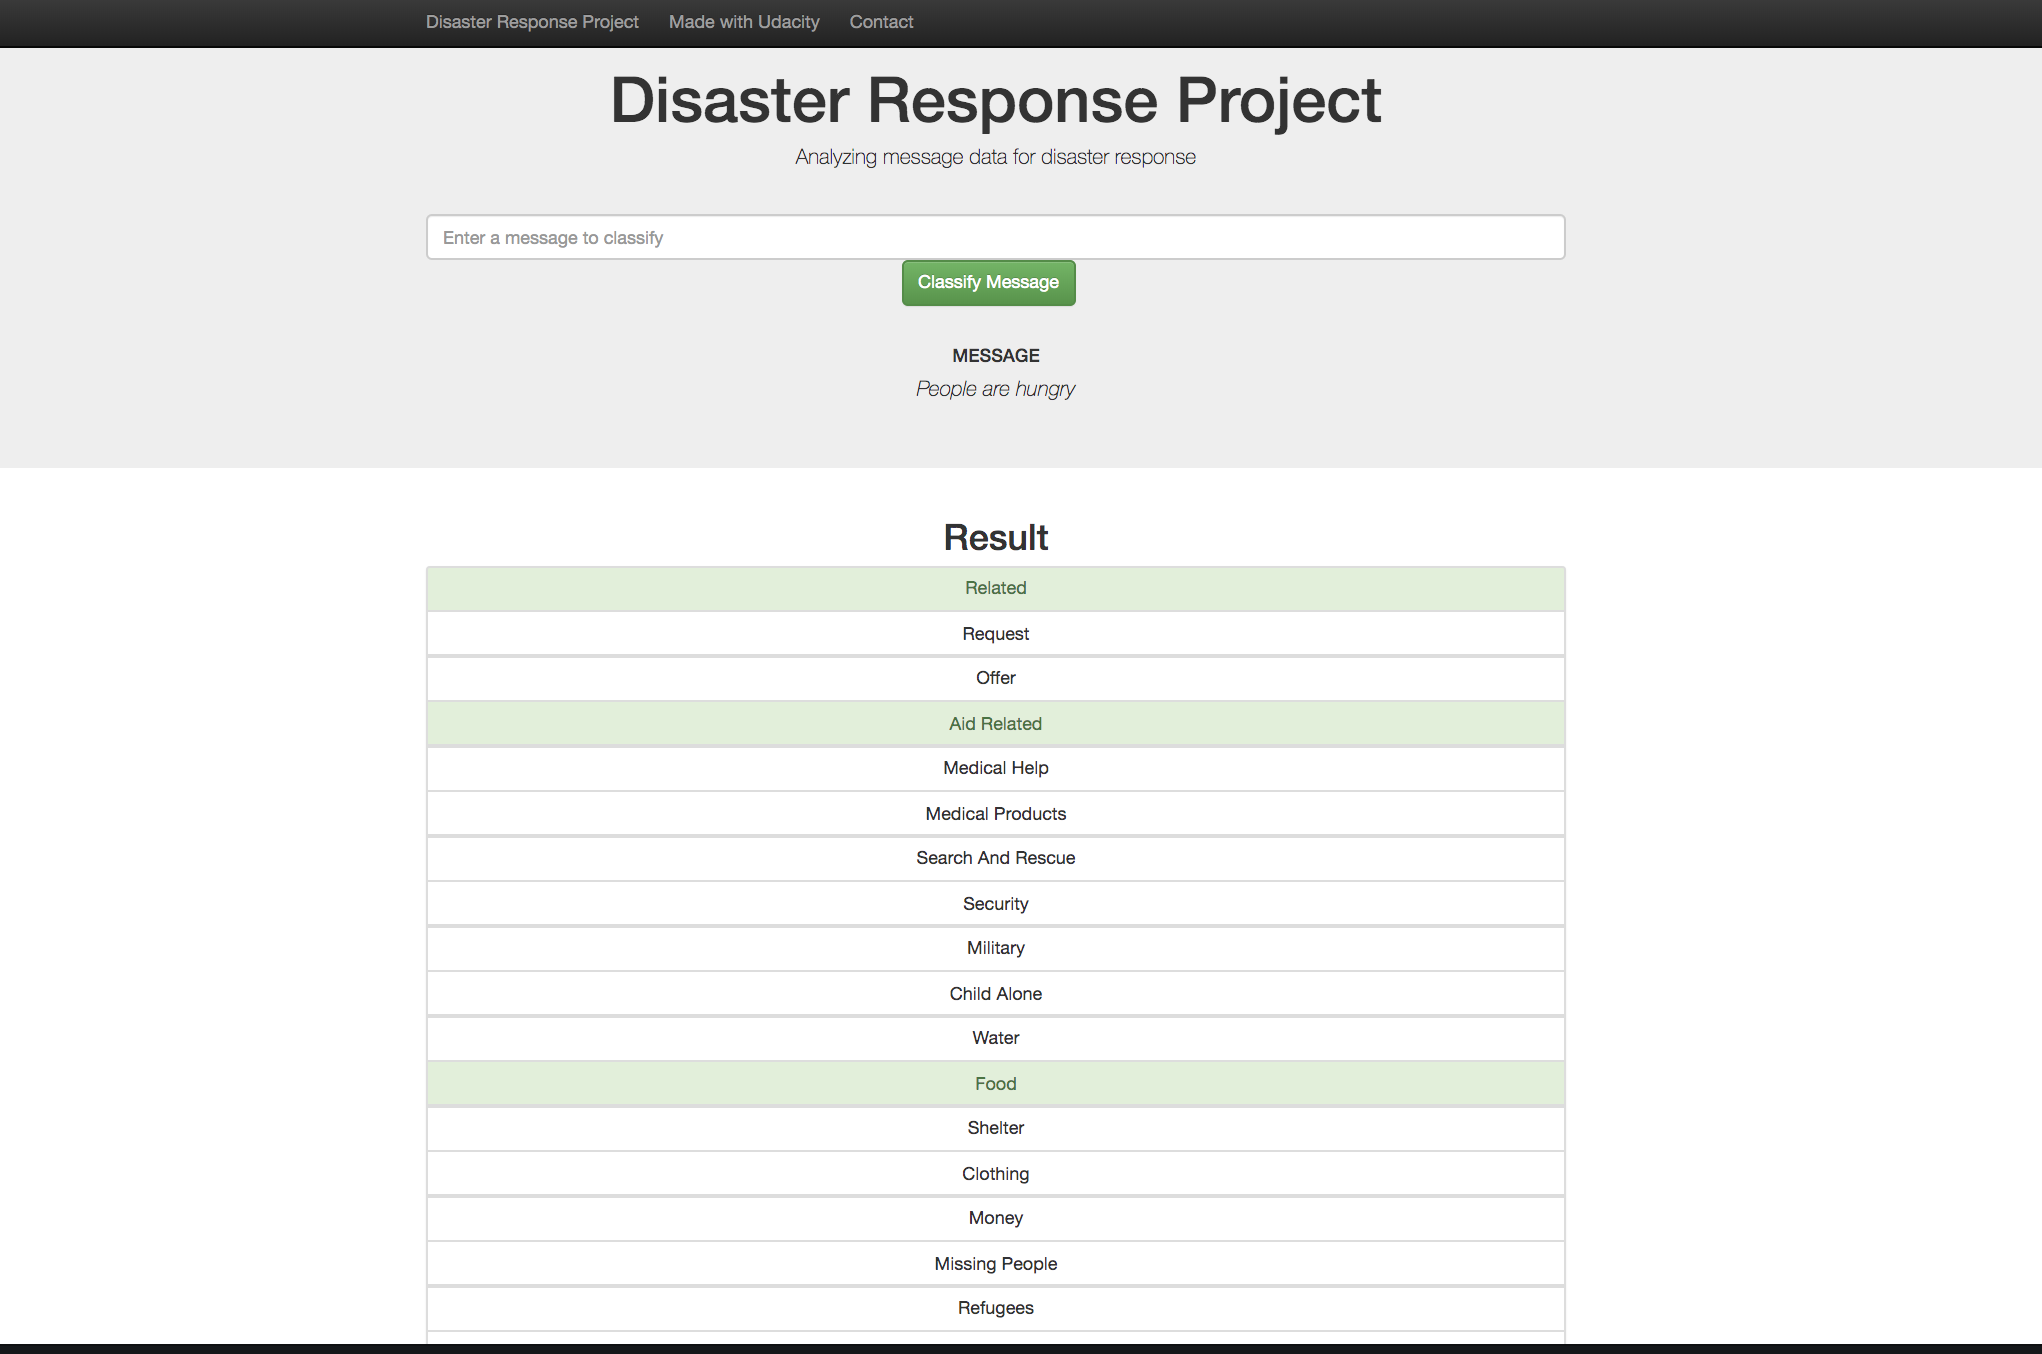 Disaster Response Project Made with Udacity Contact
Disaster Response Project
Analyzing message data for disaster response
Enter a message to classify
Classify Message
MESSAGE
People are hungry
Result
Related
Request
Offer
Aid Related
Medical Help
Medical Products
Search And Rescue
Security
Military
Child Alone
Water
Food
Shelter
Clothing
Money
Missing People
Refugees